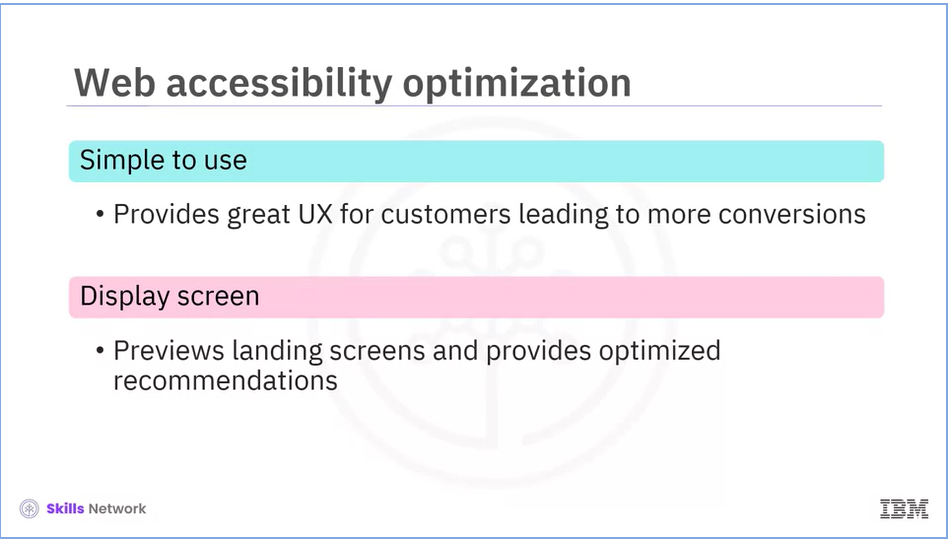 Web accessibility optimization
Simple to use
• Provides great UX for customers leading to more conversions
Display screen
• Previews landing screens and provides optimized
recommendations
Skills Network
IBM